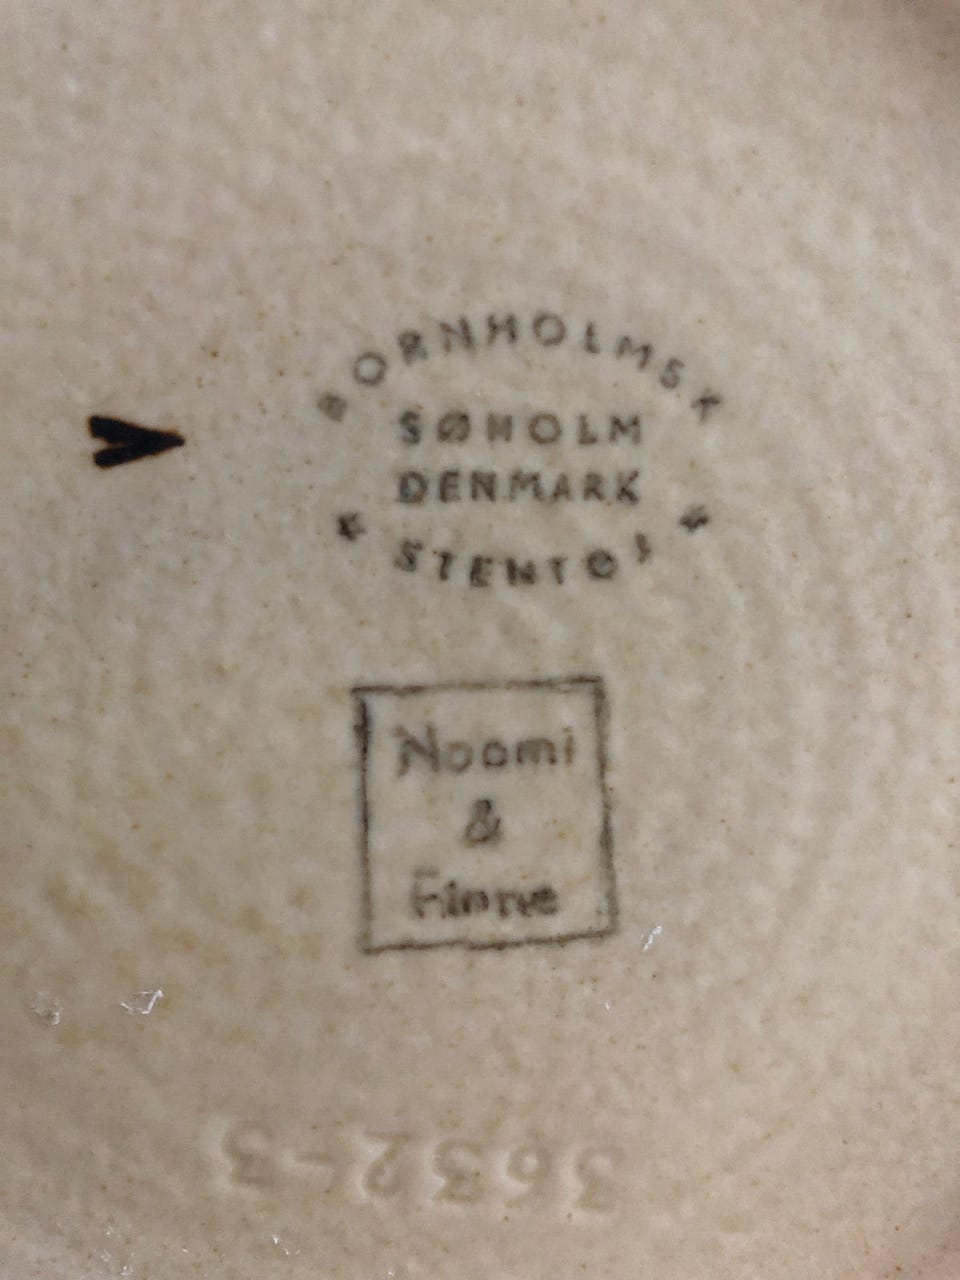 BORNHOLMSK
SØHOLM
DENMARK
* STENTØJ *
Noomi
&
Finne
3632-3